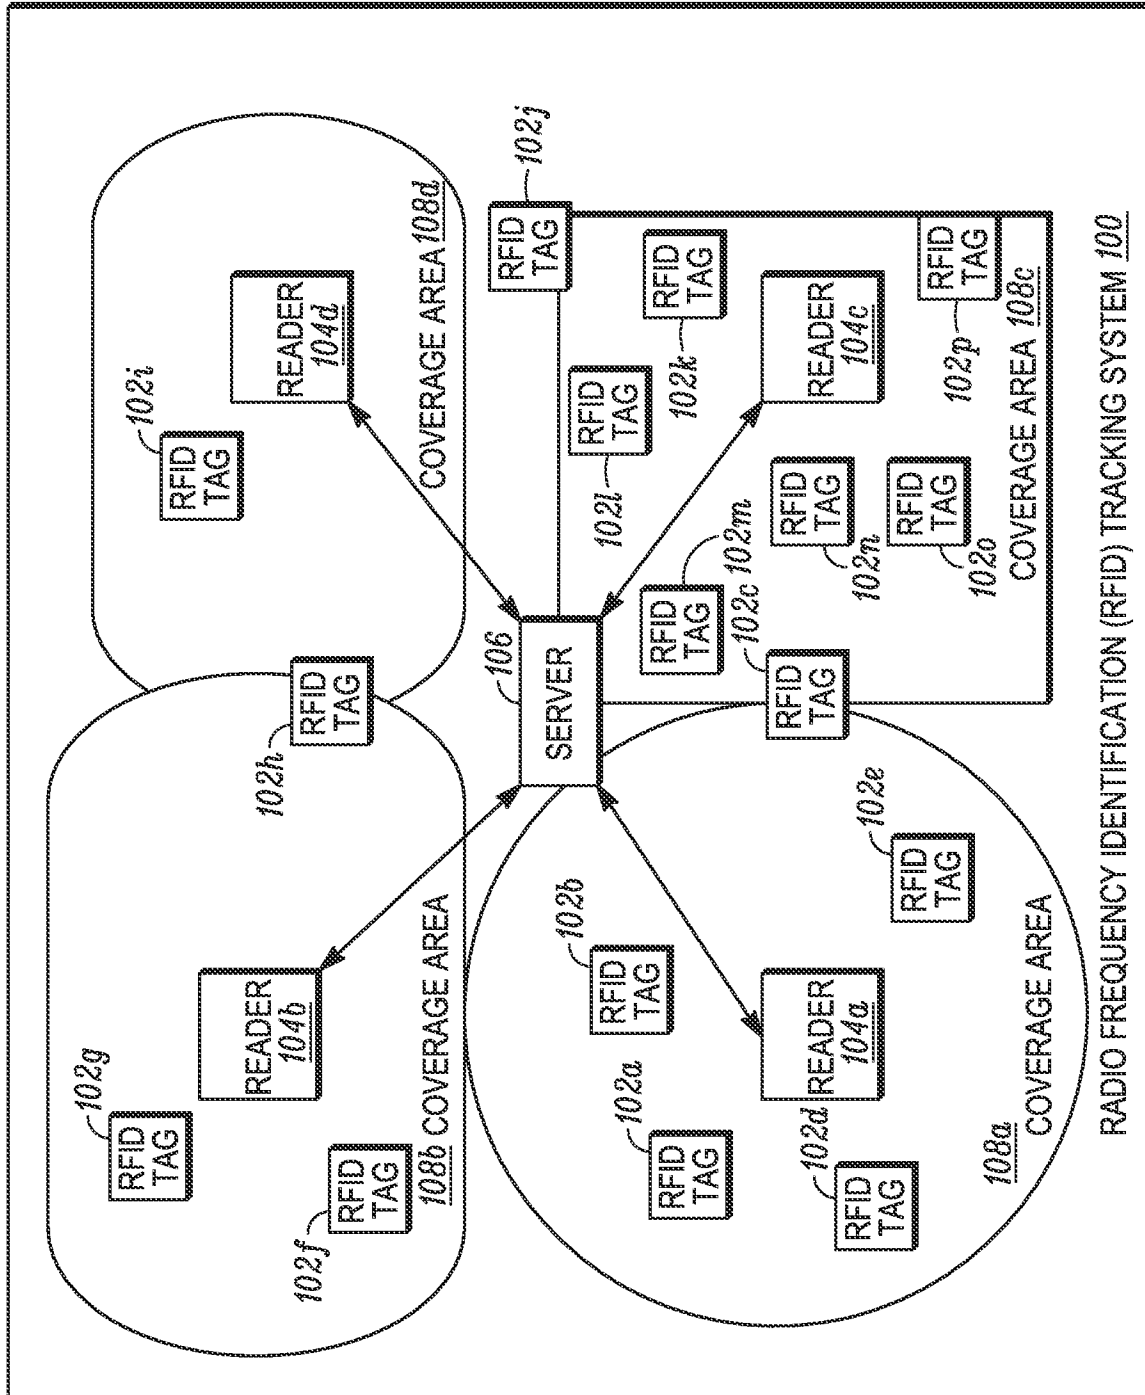 102g
RFID
TAG
102i
RFID
TAG
READER
104b
READER
104d
102h
RFID
TAG
102f
RFID
TAG
108b COVERAGE AREA
COVERAGE AREA 108d
106
SERVER
RFID
TAG
102j
102b
RFID
TAG
RFID
TAG
102l
102a
RFID
TAG
RFID
TAG
102m
RFID
TAG
102k
102c
RFID
TAG
READER
104a
READER
104c
RFID
TAG
102n
102d
RFID
TAG
102e
RFID
TAG
RFID
TAG
102o
RFID
TAG
102p
108a
COVERAGE AREA
COVERAGE AREA 108c
RADIO FREQUENCY IDENTIFICATION (RFID) TRACKING SYSTEM 100